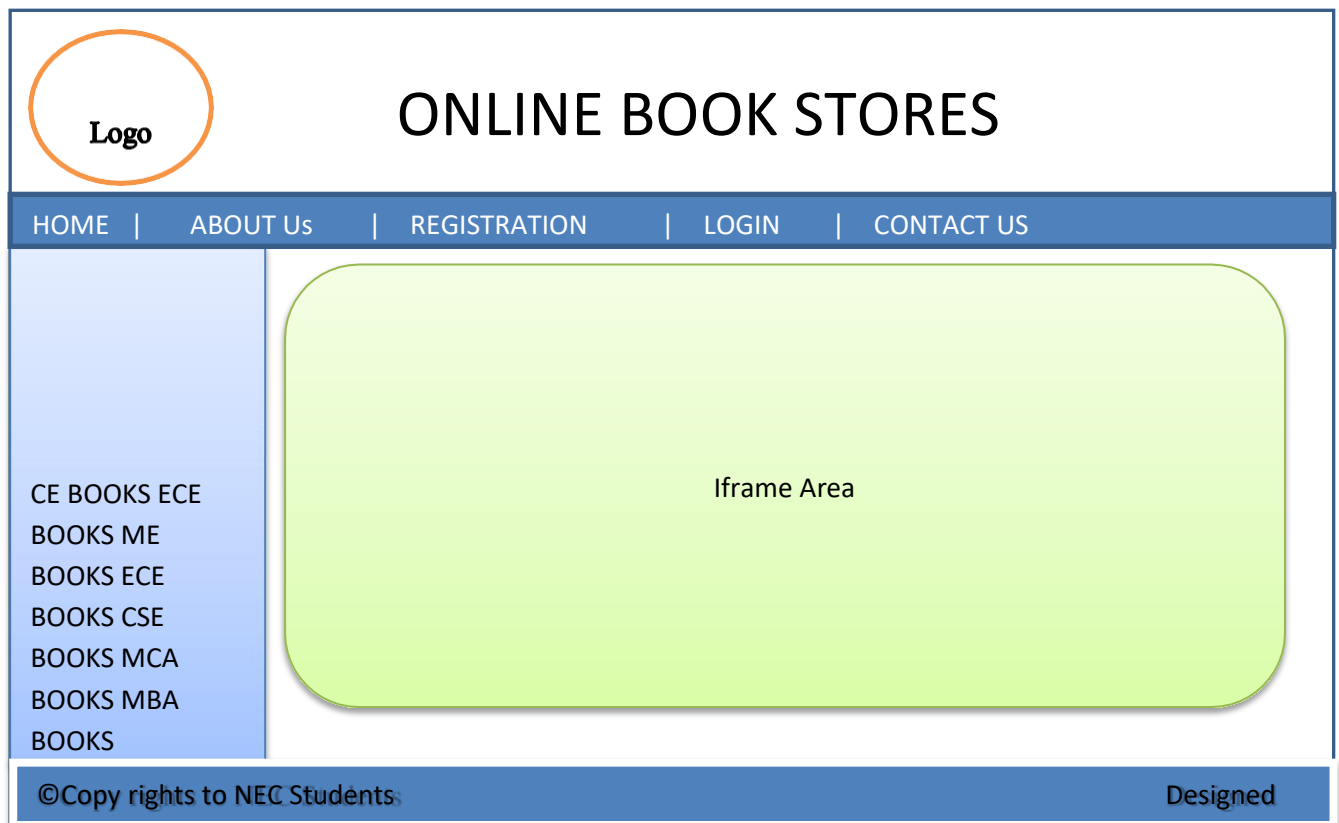 Logo
ONLINE BOOK STORES
HOME | ABOUT Us | REGISTRATION | LOGIN | CONTACT US
CE BOOKS ECE
BOOKS ME
BOOKS ECE
BOOKS CSE
BOOKS MCA
BOOKS MBA
BOOKS
Iframe Area
©Copy rights to NEC Students Designed